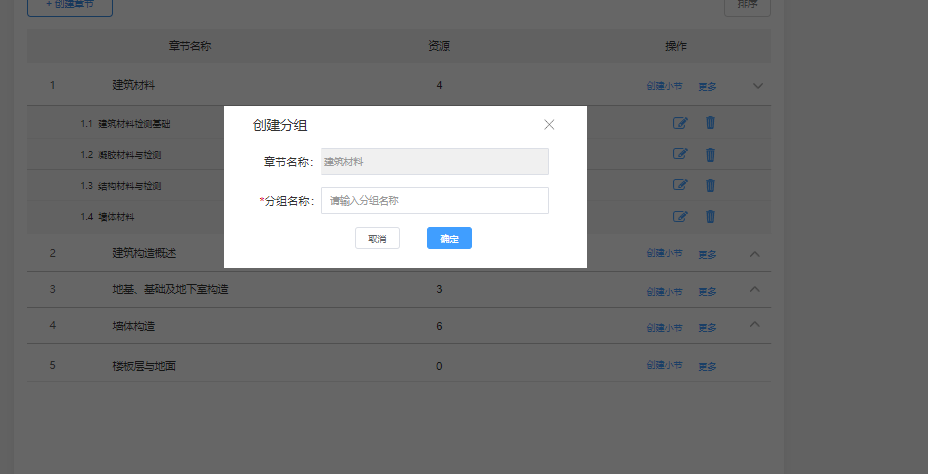 + 创建章节 排序
章节名称 资源 操作
1 建筑材料 4 创建小节 更多
1.1 建筑材料检测基础
1.2 凝胶材料与检测
1.3 结构材料与检测
1.4 墙体材料
创建分组
章节名称：建筑材料
*分组名称：请输入分组名称
取消 确定
2 建筑构造概述 创建小节 更多
3 地基、基础及地下室构造 3 创建小节 更多
4 墙体构造 6 创建小节 更多
5 楼板层与地面 0 创建小节 更多